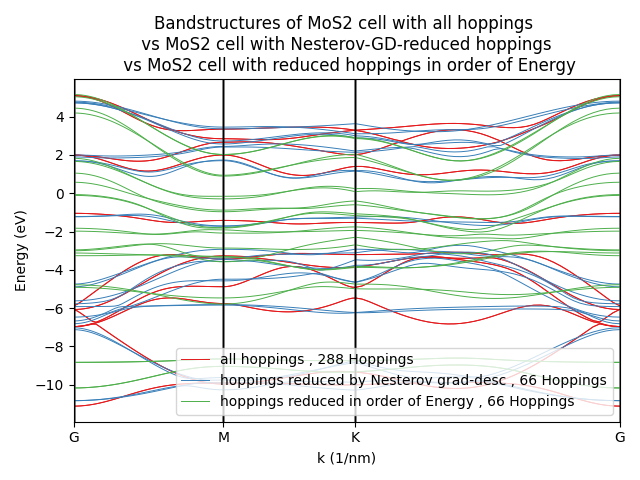 Bandstructures of MoS2 cell with all hoppings
vs MoS2 cell with Nesterov-GD-reduced hoppings
vs MoS2 cell with reduced hoppings in order of Energy
Energy (eV)
4
2
0
−2
−4
−6
−8
−10
all hoppings , 288 Hoppings
hoppings reduced by Nesterov grad-desc , 66 Hoppings
hoppings reduced in order of Energy , 66 Hoppings
G M K G
k (1/nm)